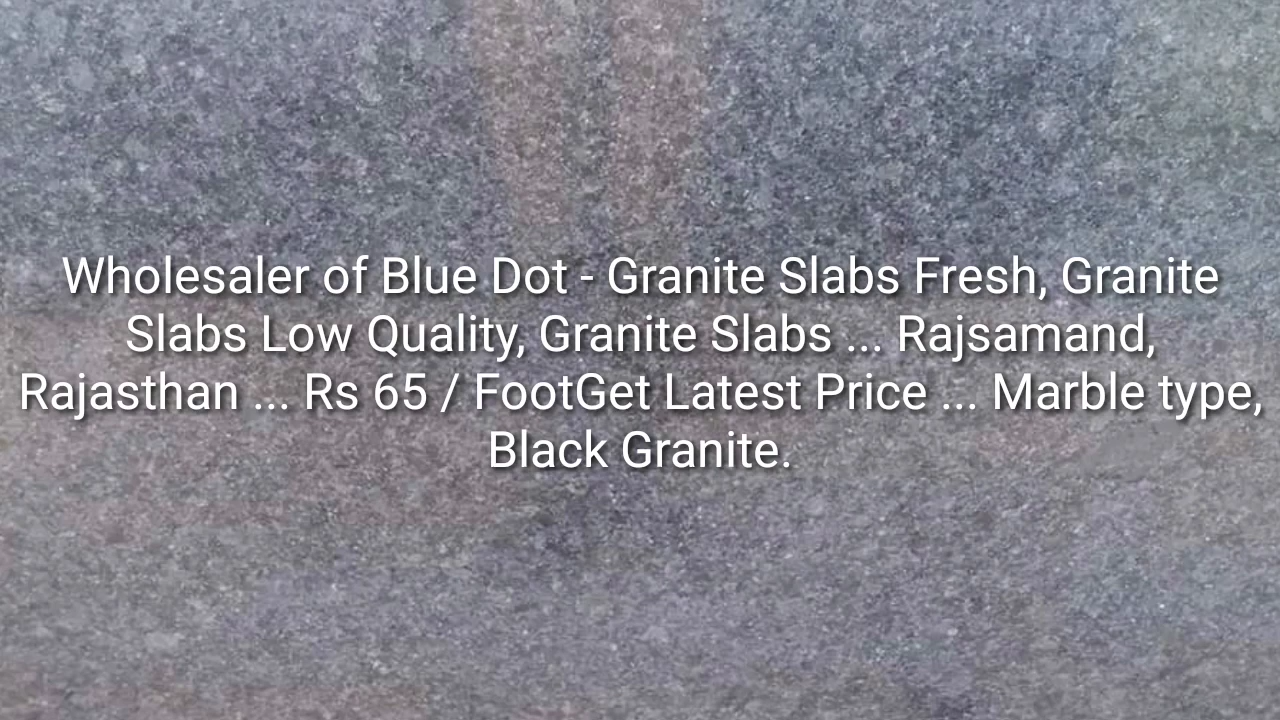 Wholesaler of Blue Dot - Granite Slabs Fresh, Granite
Slabs Low Quality, Granite Slabs ... Rajsamand,
Rajasthan ... Rs 65 / FootGet Latest Price ... Marble type,
Black Granite.